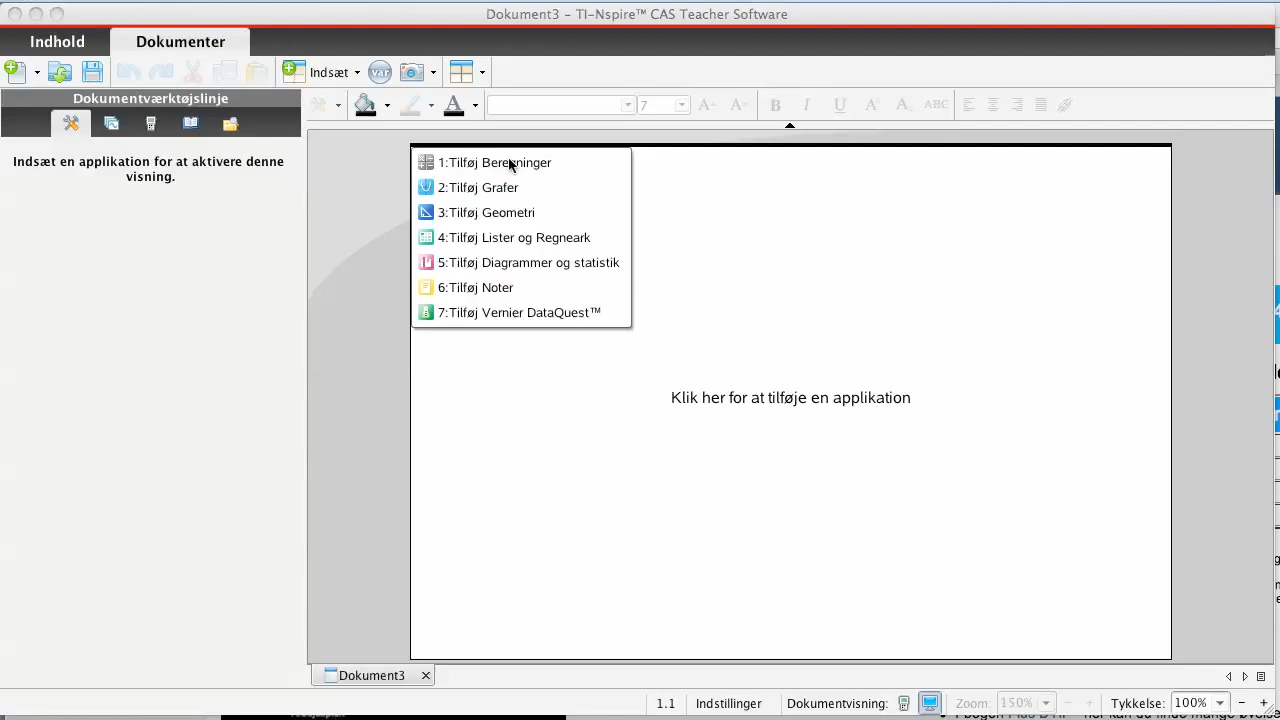 Dokument3 - TI-Nspire™ CAS Teacher Software
Indhold
Dokumenter
Indsæt
var
Dokumentværktøjslinje
7
A
B
I
U
ABC
Indsæt en applikation for at aktivere denne
visning.
1:Tilføj Beregninger
2:Tilføj Grafer
3:Tilføj Geometri
4:Tilføj Lister og Regneark
5:Tilføj Diagrammer og statistik
6:Tilføj Noter
7:Tilføj Vernier DataQuest™
Klik her for at tilføje en applikation
Dokument3
1.1
Indstillinger
Dokumentvisning:
Zoom:
150%
Tykkelse:
100%